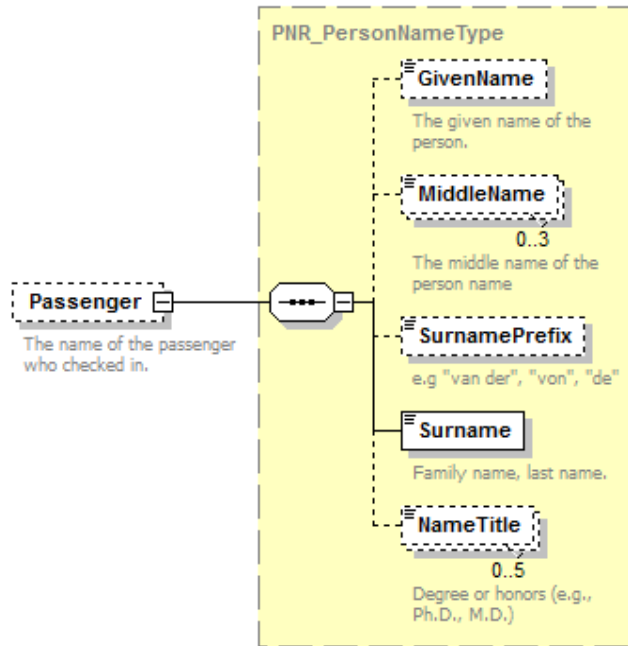 PNR_PersonNameType
GivenName
The given name of the
person.
MiddleName
0..3
The middle name of the
person name
Passenger
The name of the passenger
who checked in.
SurnamePrefix
e.g "van der", "von", "de"
Surname
Family name, last name.
NameTitle
0..5
Degree or honors (e.g.,
Ph.D., M.D.)